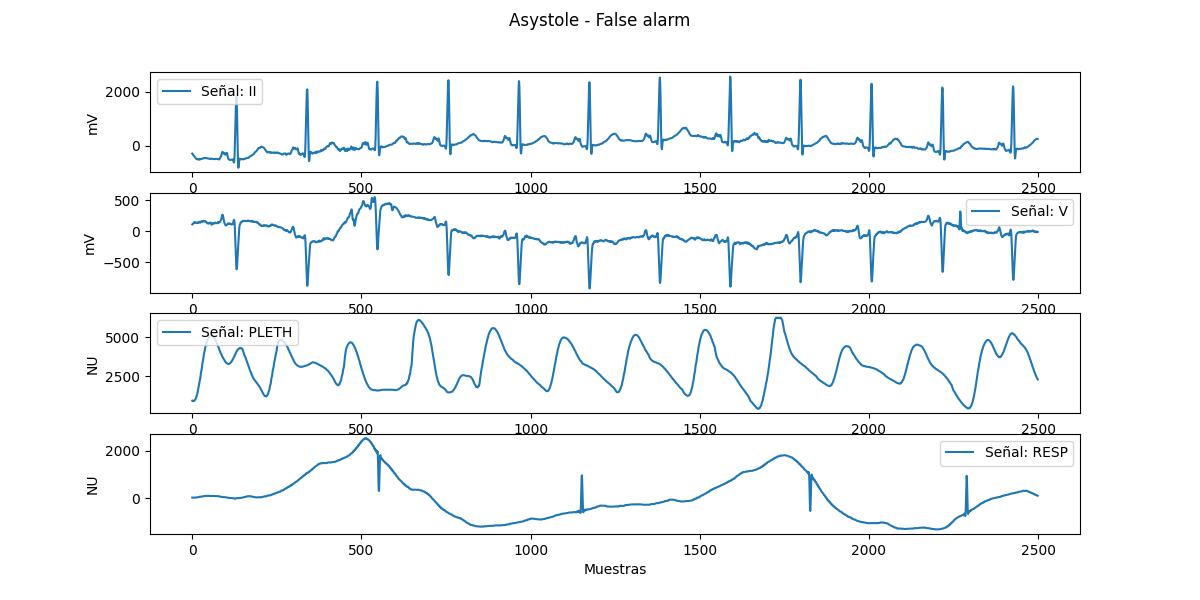 Asystole - False alarm
Señal: II
2000
0
mV
0 500 1000 1500 2000 2500
Señal: V
500
0
−500
mV
0 500 1000 1500 2000 2500
Señal: PLETH
5000
2500
NU
0 500 1000 1500 2000 2500
Señal: RESP
2000
0
NU
0 500 1000 1500 2000 2500
Muestras